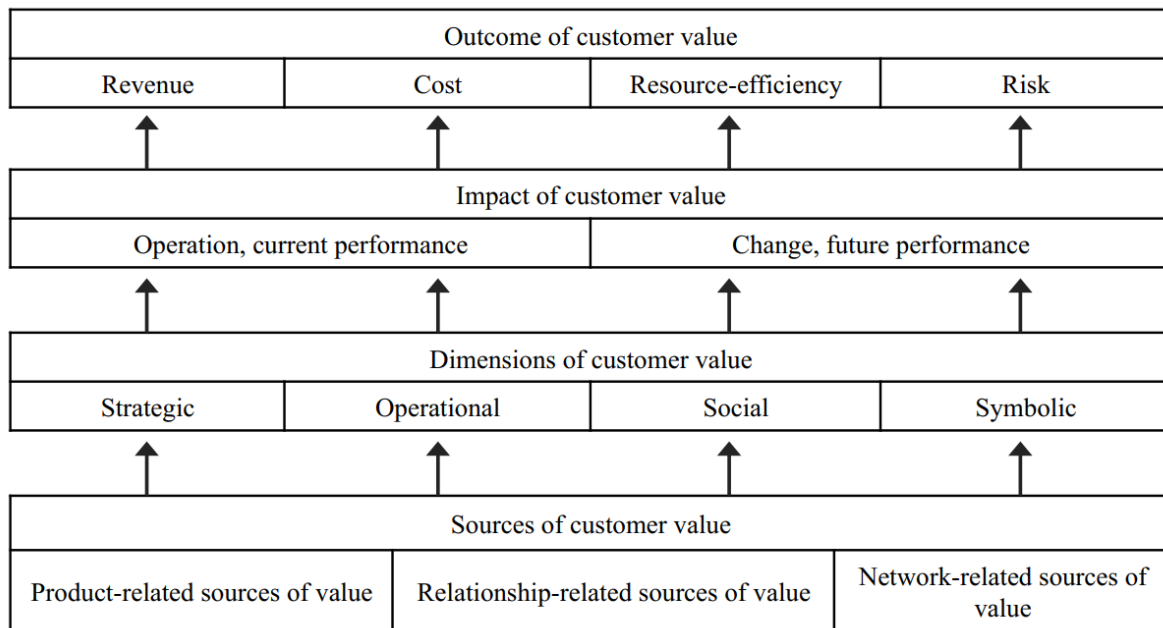 Outcome of customer value
Revenue
Cost
Resource-efficiency
Risk
Impact of customer value
Operation, current performance
Change, future performance
Dimensions of customer value
Strategic
Operational
Social
Symbolic
Sources of customer value
Product-related sources of value
Relationship-related sources of value
Network-related sources of
value